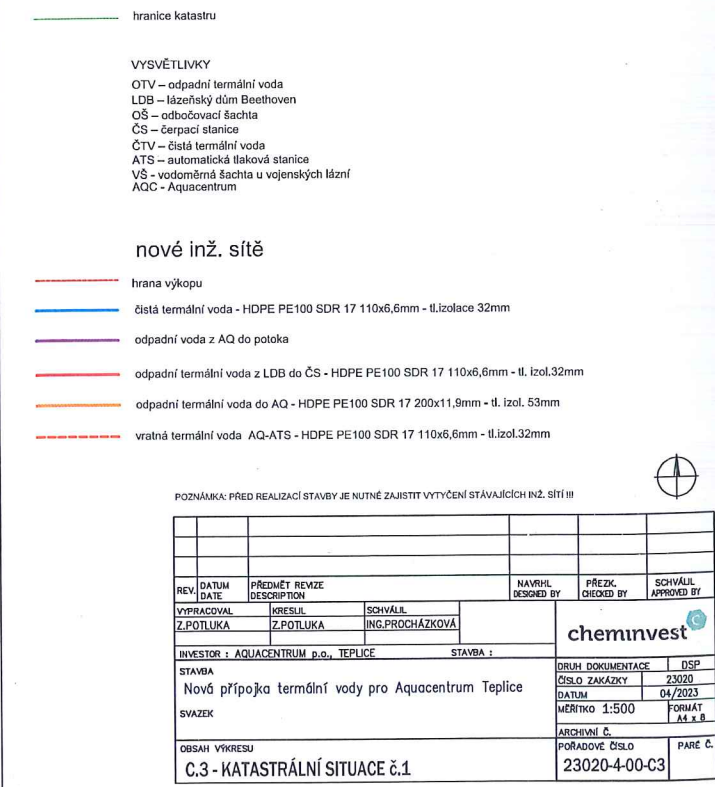 hranice katastru
VYSVĚTLIVKY
OTV – odpadní termální voda
LDB – lázeňský dům Beethoven
OŠ – odbočovací šachta
ČS – čerpací stanice
ČTV – čistá termální voda
ATS – automatická tlaková stanice
VŠ - vodoměrná šachta u vojenských lázní
AQC - Aquacentrum
nové inž. sítě
hrana výkopu
čistá termální voda - HDPE PE100 SDR 17 110x6,6mm - tl.izolace 32mm
odpadní voda z AQ do potoka
odpadní termální voda z LDB do ČS - HDPE PE100 SDR 17 110x6,6mm - tl. izol.32mm
odpadní termální voda do AQ - HDPE PE100 SDR 17 200x11,9mm - tl. izol. 53mm
vratná termální voda AQ-ATS - HDPE PE100 SDR 17 110x6,6mm - tl.izol.32mm
POZNÁMKA: PŘED REALIZACÍ STAVBY JE NUTNÉ ZAJISTIT VYTYČENÍ STÁVAJÍCÍCH INŽ. SÍTÍ !!!
REV. DATUM DATE PŘEDMĚT REVIZE DESCRIPTION NAVRHL DESIGNED BY PŘEZK. CHECKED BY SCHVÁLIL APPROVED BY
VYPRACOVAL KRESLIL SCHVÁLIL
Z.POTLUKA Z.POTLUKA ING.PROCHÁZKOVÁ
cheminvest
INVESTOR : AQUACENTRUM p.o., TEPLICE STAVBA :
STAVBA
Nová přípojka termální vody pro Aquacentrum Teplice
SVAZEK
DRUH DOKUMENTACE DSP
ČÍSLO ZAKÁZKY 23020
DATUM 04/2023
MĚŘÍTKO 1:500 FORMÁT A4 x 8
ARCHIVNÍ Č.
OBSAH VÝKRESU
C.3 - KATASTRÁLNÍ SITUACE č.1
POŘADOVÉ ČÍSLO PARÉ Č.
23020-4-00-C3